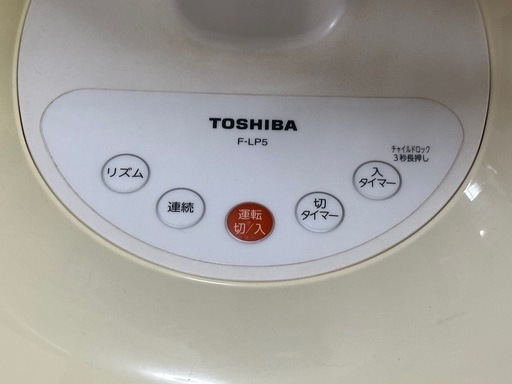 TOSHIBA
F-LP5
チャイルドロック
3秒長押し
リズム
連続
運転
切/入
切
タイマー
入
タイマー